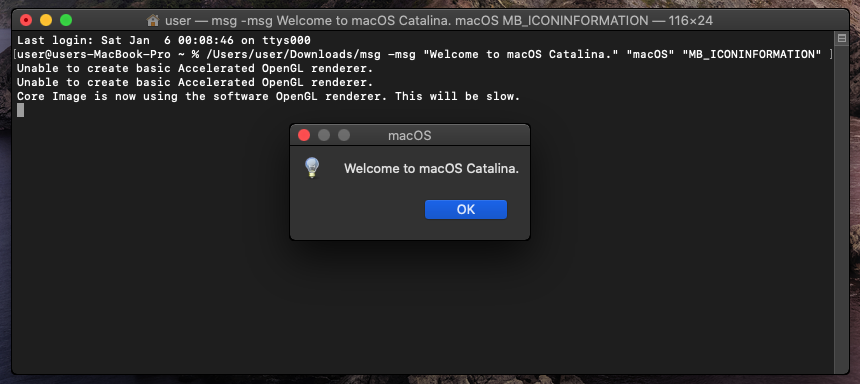 user — msg -msg Welcome to macOS Catalina. macOS MB_ICONINFORMATION — 116×24
Last login: Sat Jan  6 00:08:46 on ttys000
[user@users-MacBook-Pro ~ % /Users/user/Downloads/msg -msg "Welcome to macOS Catalina." "macOS" "MB_ICONINFORMATION" ]
Unable to create basic Accelerated OpenGL renderer.
Unable to create basic Accelerated OpenGL renderer.
Core Image is now using the software OpenGL renderer. This will be slow.
macOS
Welcome to macOS Catalina.
OK